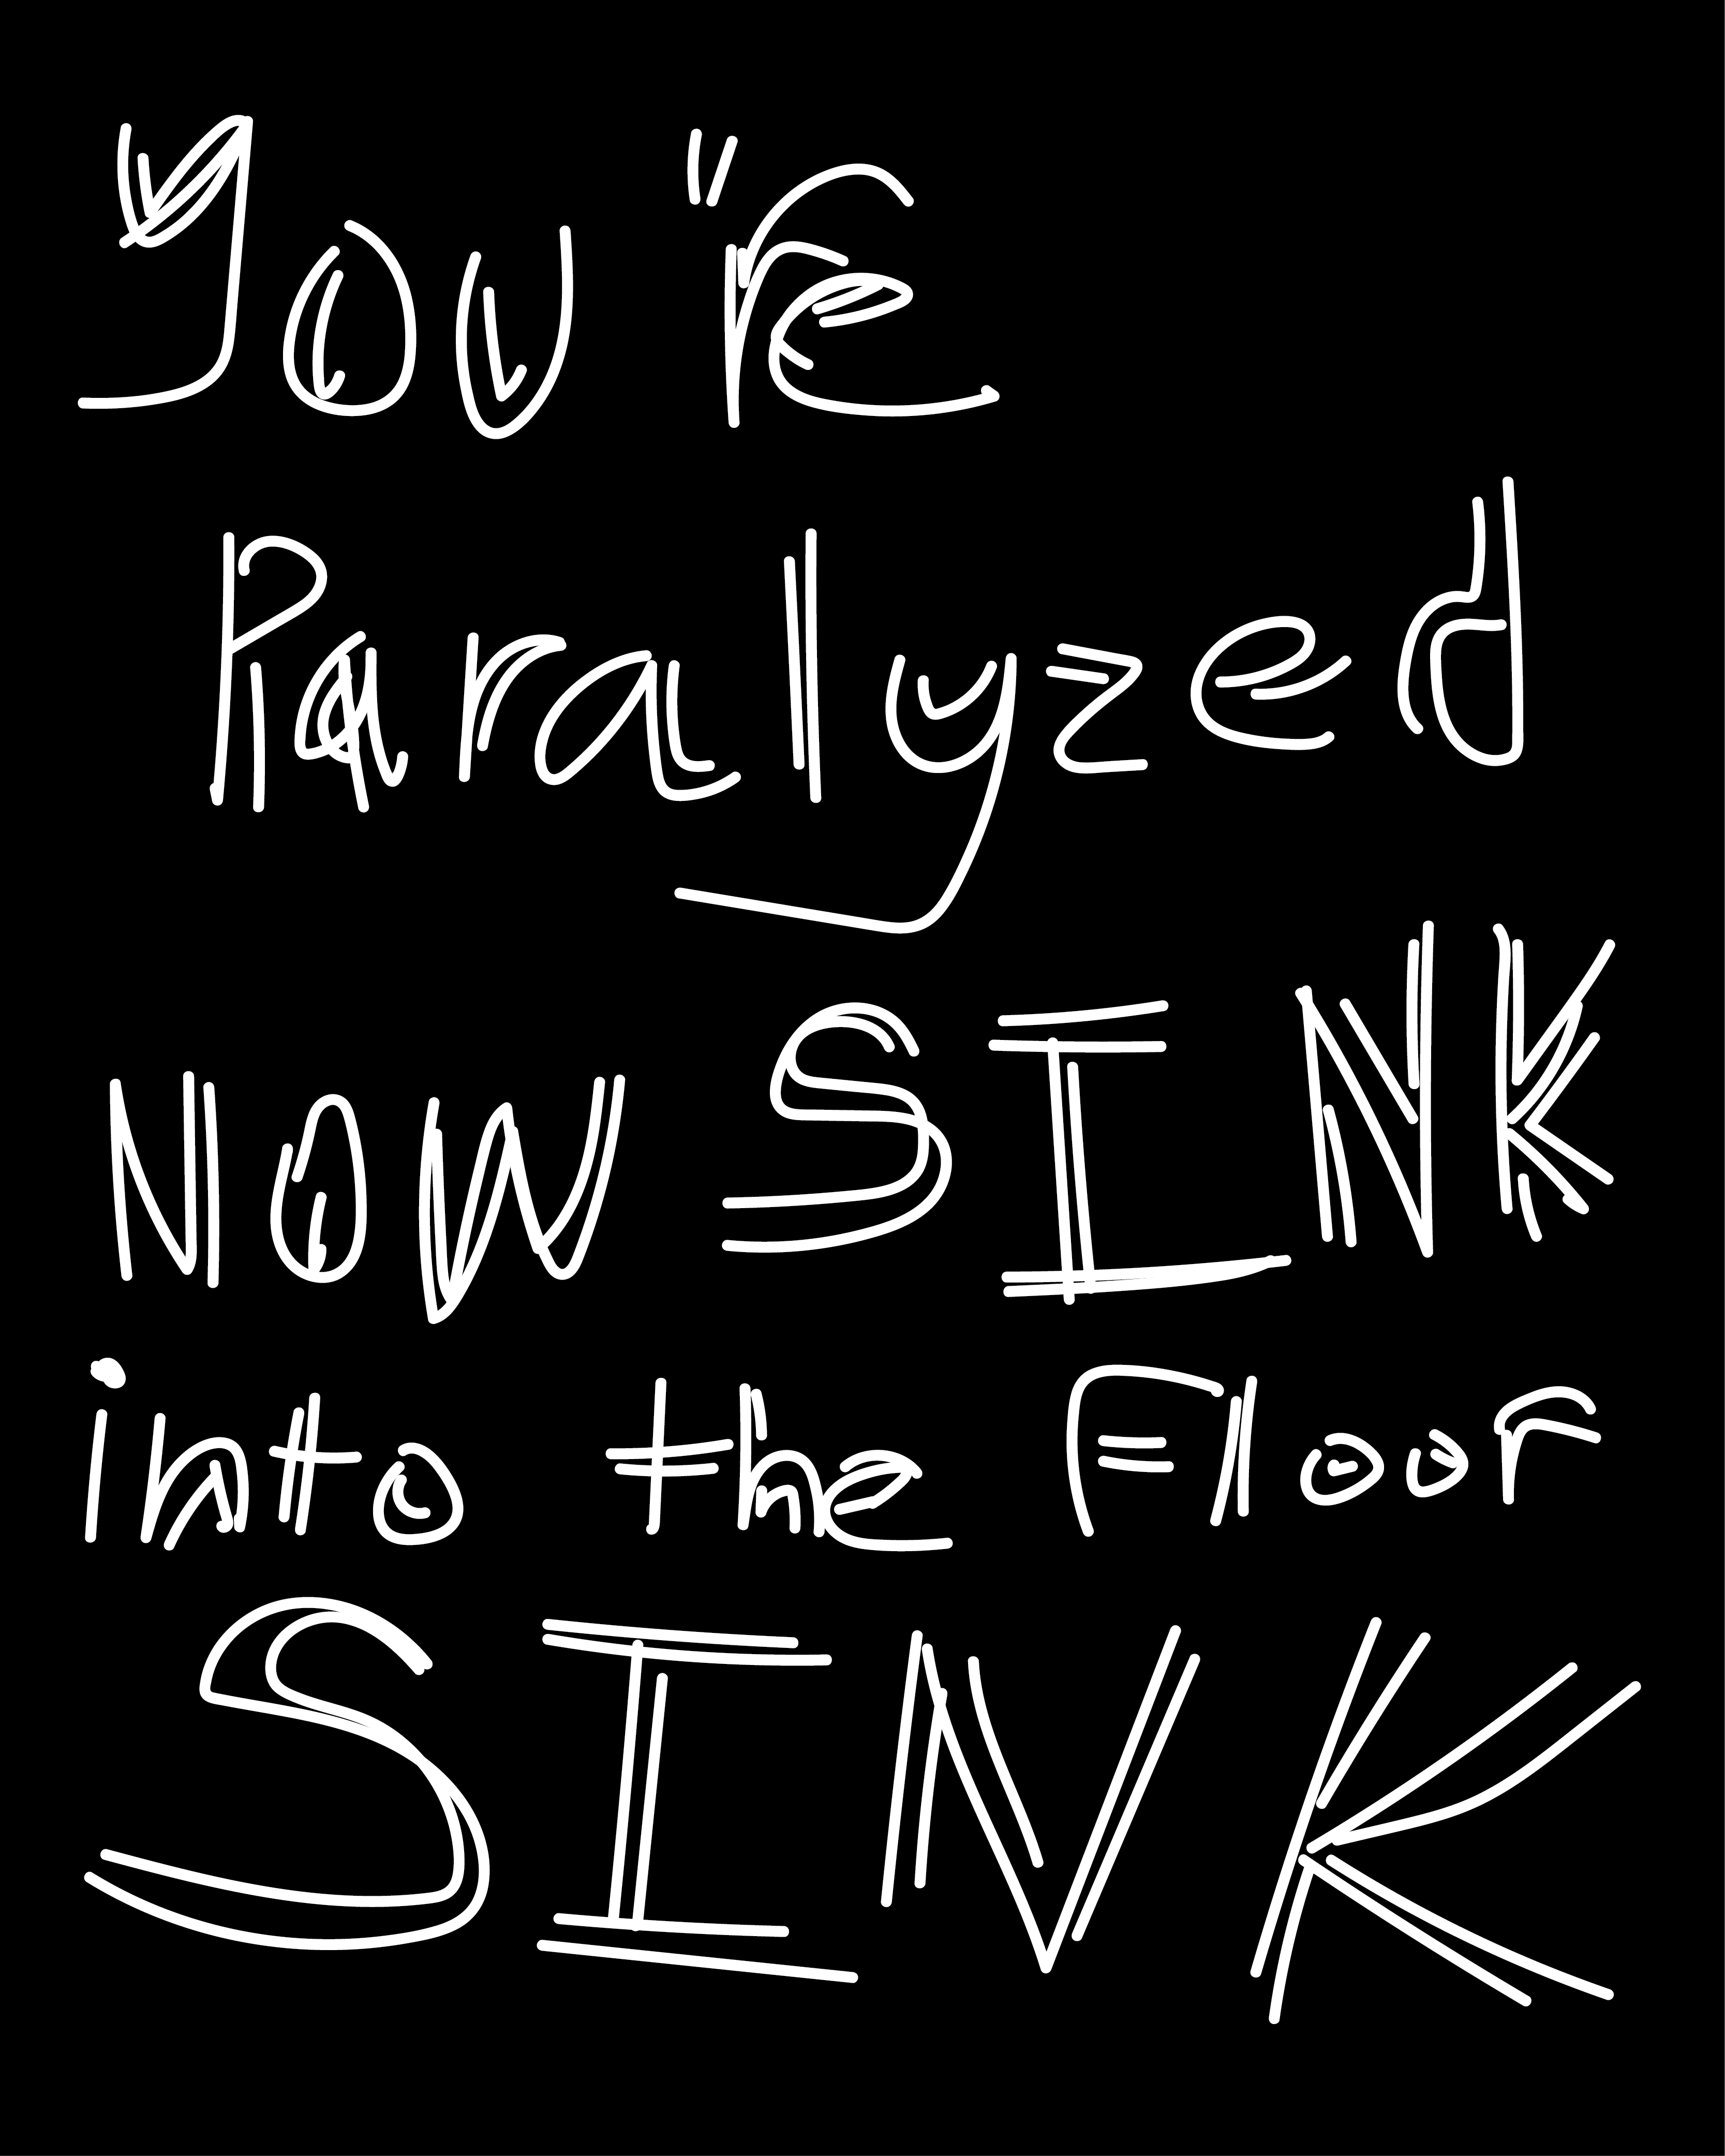 You're
Paralyzed
Now SINK
into the Floor
SINK